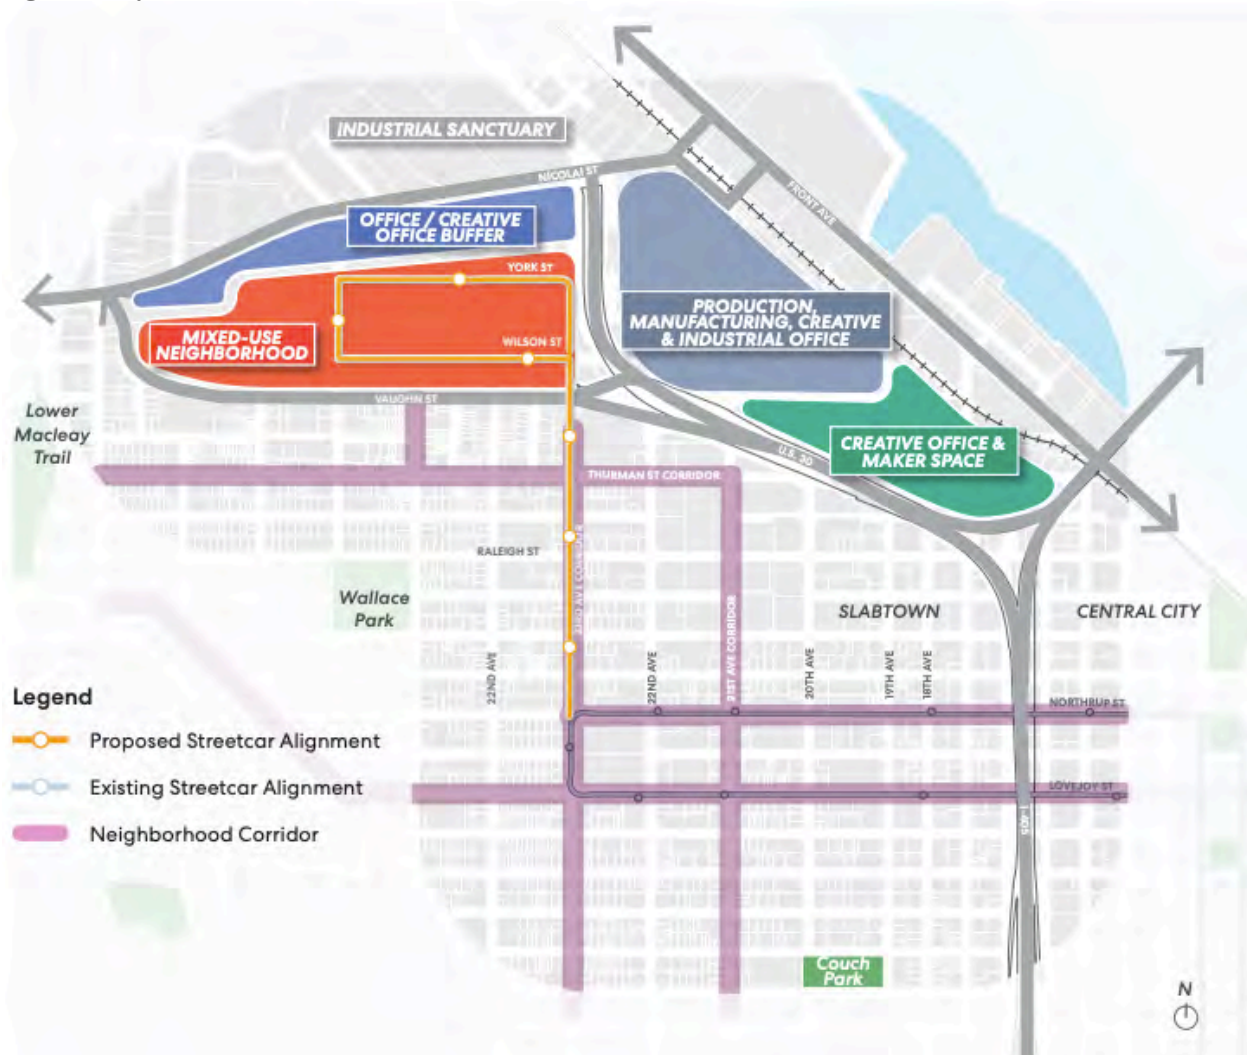 INDUSTRIAL SANCTUARY
NICOLAI ST
FRONT AVE
OFFICE / CREATIVE
OFFICE BUFFER
YORK ST
PRODUCTION,
MANUFACTURING, CREATIVE
& INDUSTRIAL OFFICE
MIXED-USE
NEIGHBORHOOD
WILSON ST
VAUGHN ST
Lower
Macleay
Trail
CREATIVE OFFICE &
MAKER SPACE
U.S. 30
THURMAN ST CORRIDOR
RALEIGH ST
23RD AVE CORRIDOR
Wallace
Park
SLABTOWN
CENTRAL CITY
22ND AVE
22ND AVE
21ST AVE CORRIDOR
20TH AVE
19TH AVE
18TH AVE
Legend
NORTHRUP ST
Proposed Streetcar Alignment
Existing Streetcar Alignment
LOVEJOY ST
Neighborhood Corridor
I-405
Couch
Park
N